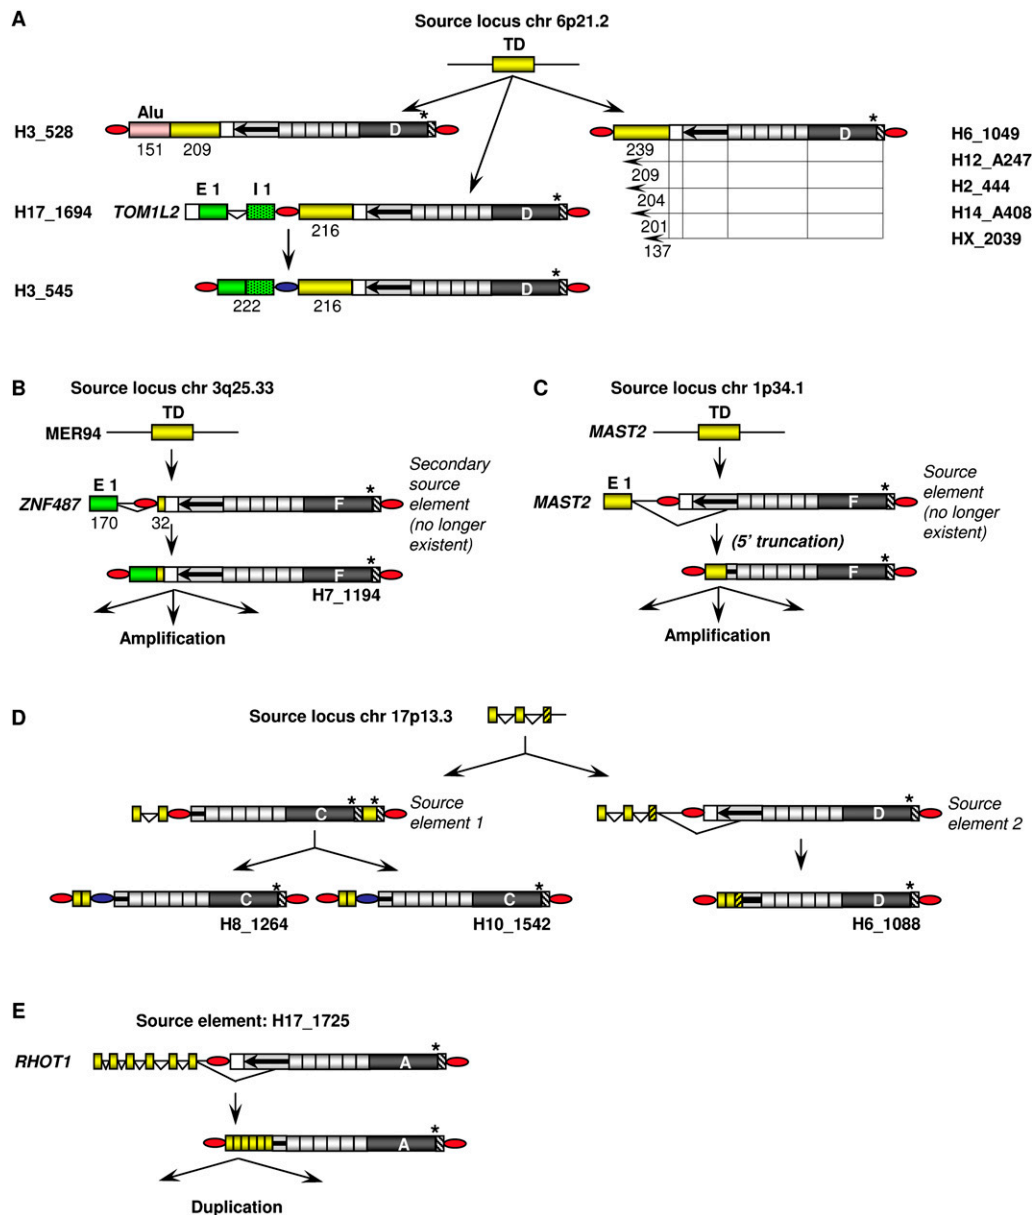 A
Source locus chr 6p21.2
TD
Alu
*
*
H3_528
D
D
H6_1049
151 209
239
H12_A247
209
H2_444
E 1 I 1
204
H14_A408
H17_1694 TOM1L2
*
D
201
HX_2039
216
137
*
H3_545
D
222 216
B Source locus chr 3q25.33
C Source locus chr 1p34.1
TD
TD
MER94
MAST2
E 1
*
Secondary
source
element
(no longer
existent)
ZNF487
F
170 32
E 1
*
Source
element
(no longer
existent)
MAST2
F
*
F
H7_1194
(5' truncation)
*
F
Amplification
Amplification
D
Source locus chr 17p13.3
* *
C
Source
element 1
*
D
Source
element 2
*
C
H8_1264
*
C
H10_1542
*
D
H6_1088
E
Source element: H17_1725
*
RHOT1
A
*
A
Duplication